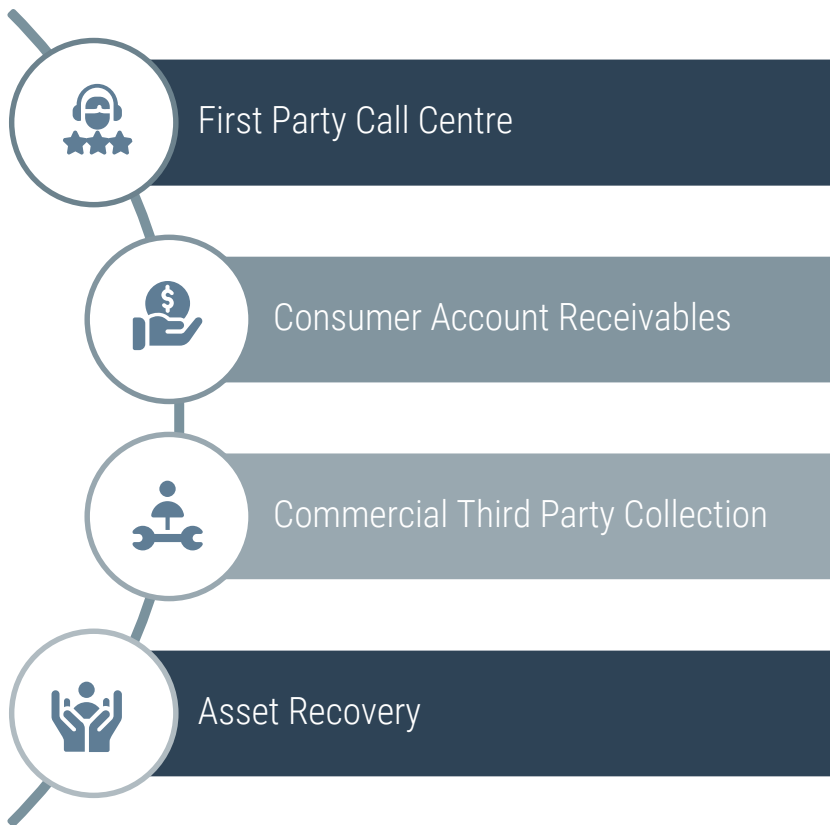 First Party Call Centre
Consumer Account Receivables
Commercial Third Party Collection
Asset Recovery